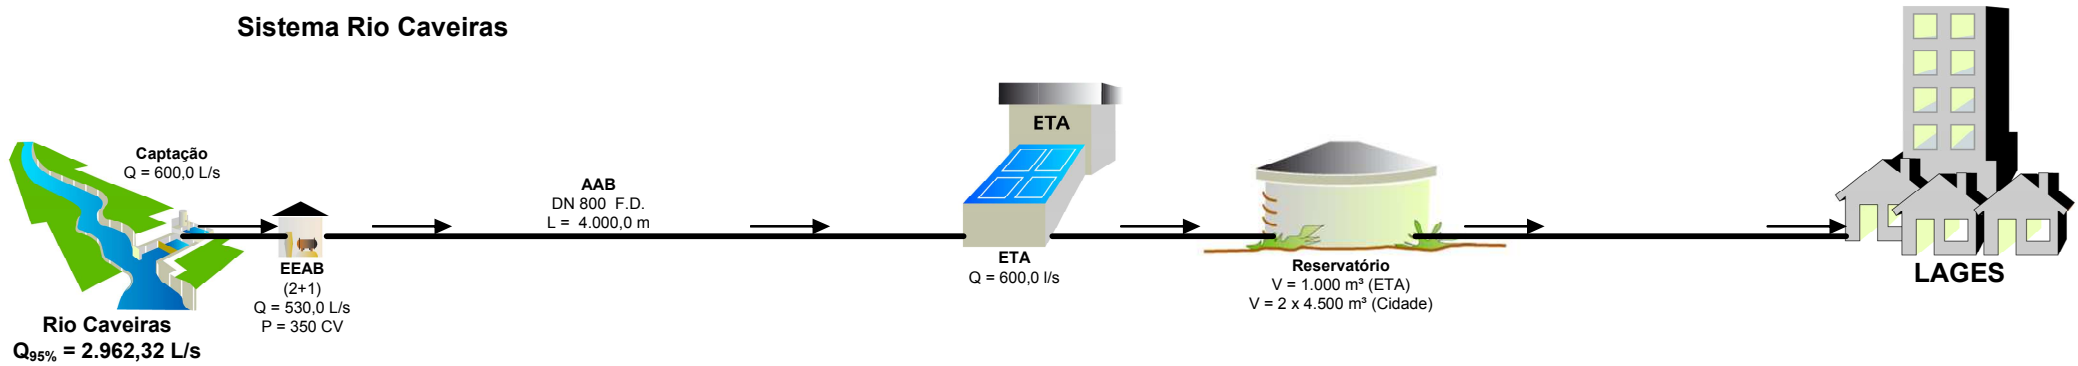 Sistema Rio Caveiras
Captação
Q = 600,0 L/s
EEAB
(2+1)
Q = 530,0 L/s
P = 350 CV
Rio Caveiras
Q95% = 2.962,32 L/s
AAB
DN 800 F.D.
L = 4.000,0 m
ETA
ETA
Q = 600,0 l/s
Reservatório
V = 1.000 m³ (ETA)
V = 2 x 4.500 m³ (Cidade)
LAGES